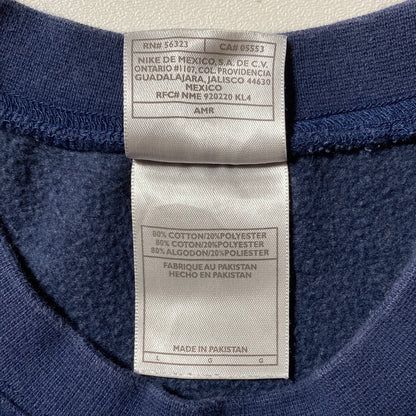 RN# 56323 CA# 05553
NIKE DE MEXICO, S.A. DE C.V.
ONTARIO #1107, COL. PROVIDENCIA
GUADALAJARA, JALISCO 44630
MEXICO
RFC# NME 920220 KL4
AMR
80% COTTON/20% POLYESTER
80% COTON/20% POLYESTER
80% ALGODON/20% POLIESTER
FABRIQUE AU PAKISTAN
HECHO EN PAKISTAN
MADE IN PAKISTAN
L G G